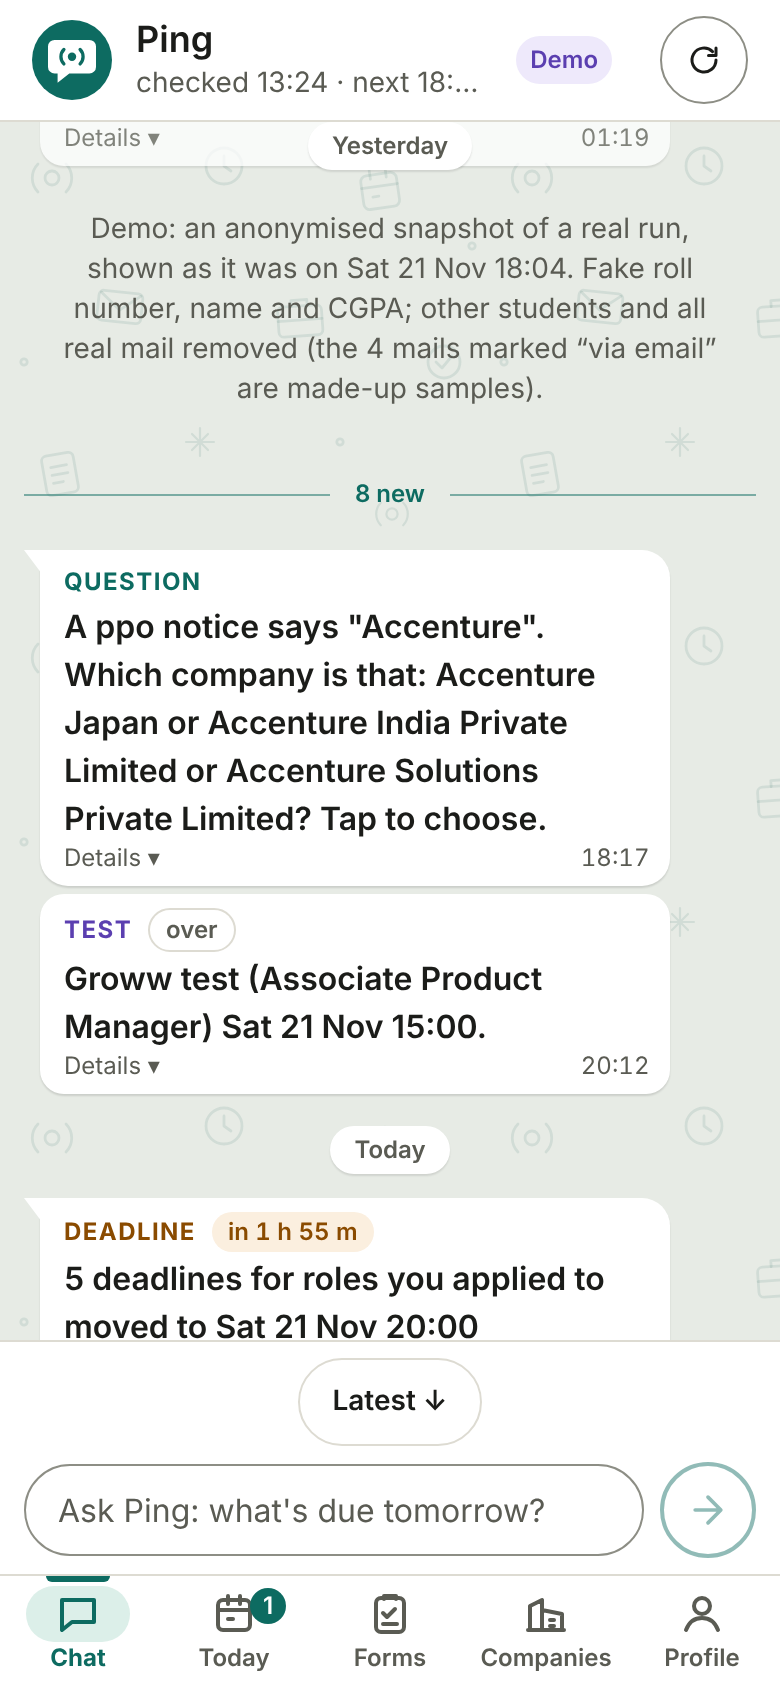 Ping
checked 13:24 · next 18:...
Demo
Details ▾
01:19
Yesterday
Demo: an anonymised snapshot of a real run,
shown as it was on Sat 21 Nov 18:04. Fake roll
number, name and CGPA; other students and all
real mail removed (the 4 mails marked “via email”
are made-up samples).
8 new
QUESTION
A ppo notice says "Accenture".
Which company is that: Accenture
Japan or Accenture India Private
Limited or Accenture Solutions
Private Limited? Tap to choose.
Details ▾
18:17
TEST
over
Groww test (Associate Product
Manager) Sat 21 Nov 15:00.
Details ▾
20:12
Today
DEADLINE
in 1 h 55 m
5 deadlines for roles you applied to
moved to Sat 21 Nov 20:00
Latest ↓
Ask Ping: what's due tomorrow?
1
Chat
Today
Forms
Companies
Profile